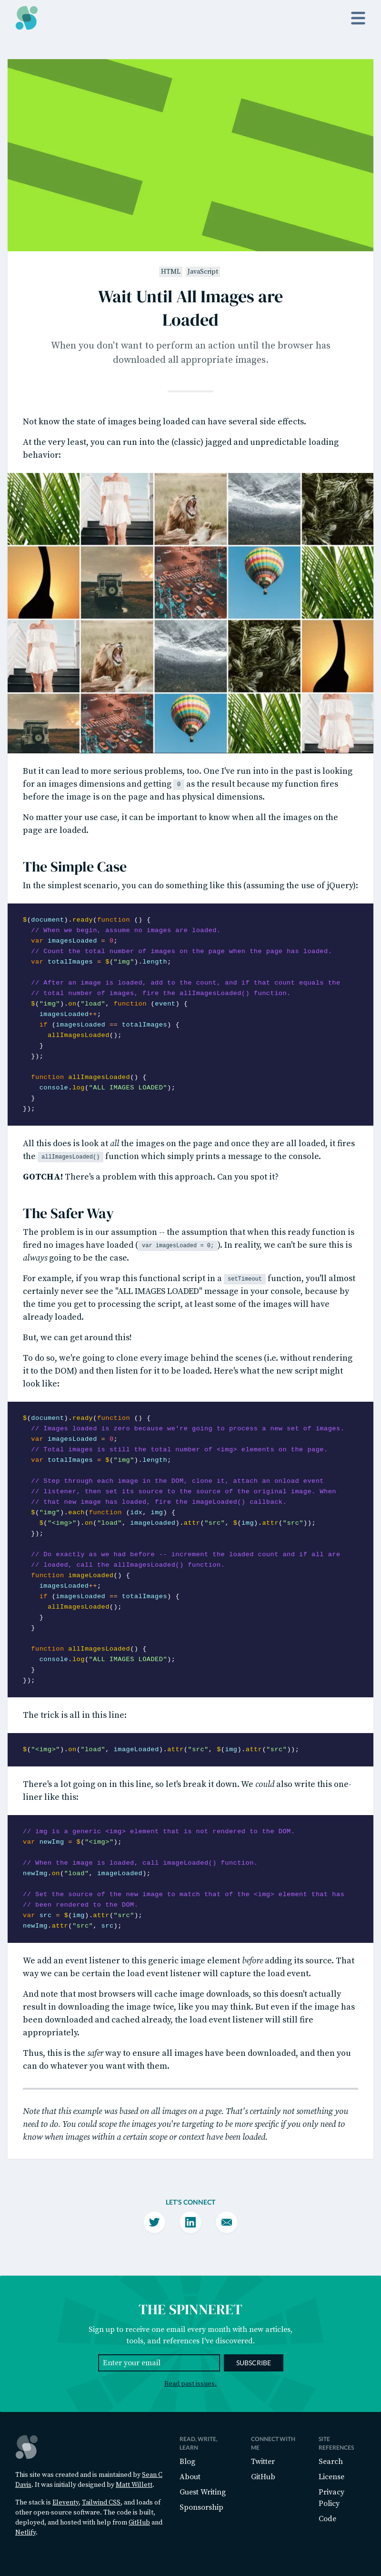 HTML JavaScript
Wait Until All Images are
Loaded
When you don't want to perform an action until the browser has
downloaded all appropriate images.
Not know the state of images being loaded can have several side effects.
At the very least, you can run into the (classic) jagged and unpredictable loading
behavior:
But it can lead to more serious problems, too. One I've run into in the past is looking
for an images dimensions and getting 0 as the result because my function fires
before the image is on the page and has physical dimensions.
No matter your use case, it can be important to know when all the images on the
page are loaded.
The Simple Case
In the simplest scenario, you can do something like this (assuming the use of jQuery):
$(document).ready(function () {
  // When we begin, assume no images are loaded.
  var imagesLoaded = 0;
  // Count the total number of images on the page when the page has loaded.
  var totalImages = $("img").length;

  // After an image is loaded, add to the count, and if that count equals the
  // total number of images, fire the allImagesLoaded() function.
  $("img").on("load", function (event) {
    imagesLoaded++;
    if (imagesLoaded == totalImages) {
      allImagesLoaded();
    }
  });

  function allImagesLoaded() {
    console.log("ALL IMAGES LOADED");
  }
});
All this does is look at all the images on the page and once they are all loaded, it fires
the allImagesLoaded() function which simply prints a message to the console.
GOTCHA! There's a problem with this approach. Can you spot it?
The Safer Way
The problem is in our assumption -- the assumption that when this ready function is
fired no images have loaded ( var imagesLoaded = 0; ). In reality, we can't be sure this is
always going to be the case.
For example, if you wrap this functional script in a setTimeout function, you'll almost
certainly never see the "ALL IMAGES LOADED" message in your console, because by
the time you get to processing the script, at least some of the images will have
already loaded.
But, we can get around this!
To do so, we're going to clone every image behind the scenes (i.e. without rendering
it to the DOM) and then listen for it to be loaded. Here's what the new script might
look like:
$(document).ready(function () {
  // Images loaded is zero because we're going to process a new set of images.
  var imagesLoaded = 0;
  // Total images is still the total number of <img> elements on the page.
  var totalImages = $("img").length;

  // Step through each image in the DOM, clone it, attach an onload event
  // listener, then set its source to the source of the original image. When
  // that new image has loaded, fire the imageLoaded() callback.
  $("img").each(function (idx, img) {
    $("<img>").on("load", imageLoaded).attr("src", $(img).attr("src"));
  });

  // Do exactly as we had before -- increment the loaded count and if all are
  // loaded, call the allImagesLoaded() function.
  function imageLoaded() {
    imagesLoaded++;
    if (imagesLoaded == totalImages) {
      allImagesLoaded();
    }
  }

  function allImagesLoaded() {
    console.log("ALL IMAGES LOADED");
  }
});
The trick is all in this line:
$("<img>").on("load", imageLoaded).attr("src", $(img).attr("src"));
There's a lot going on in this line, so let's break it down. We could also write this one-
liner like this:
// img is a generic <img> element that is not rendered to the DOM.
var newImg = $("<img>");

// When the image is loaded, call imageLoaded() function.
newImg.on("load", imageLoaded);

// Set the source of the new image to match that of the <img> element that has
// been rendered to the DOM.
var src = $(img).attr("src");
newImg.attr("src", src);
We add an event listener to this generic image element before adding its source. That
way we can be certain the load event listener will capture the load event.
And note that most browsers will cache image downloads, so this doesn't actually
result in downloading the image twice, like you may think. But even if the image has
been downloaded and cached already, the load event listener will still fire
appropriately.
Thus, this is the safer way to ensure all images have been downloaded, and then you
can do whatever you want with them.
Note that this example was based on all images on a page. That's certainly not something you
need to do. You could scope the images you're targeting to be more specific if you only need to
know when images within a certain scope or context have been loaded.
LET'S CONNECT
THE SPINNERET
Sign up to receive one email every month with new articles,
tools, and references I've discovered.
Enter your email SUBSCRIBE
Read past issues.
This site was created and is maintained by Sean C
Davis. It was initially designed by Matt Willett.
The stack is Eleventy, Tailwind CSS, and loads of
other open-source software. The code is built,
deployed, and hosted with help from GitHub and
Netlify.
READ, WRITE,
LEARN
Blog
About
Guest Writing
Sponsorship
CONNECT WITH
ME
Twitter
GitHub
SITE
REFERENCES
Search
License
Privacy
Policy
Code